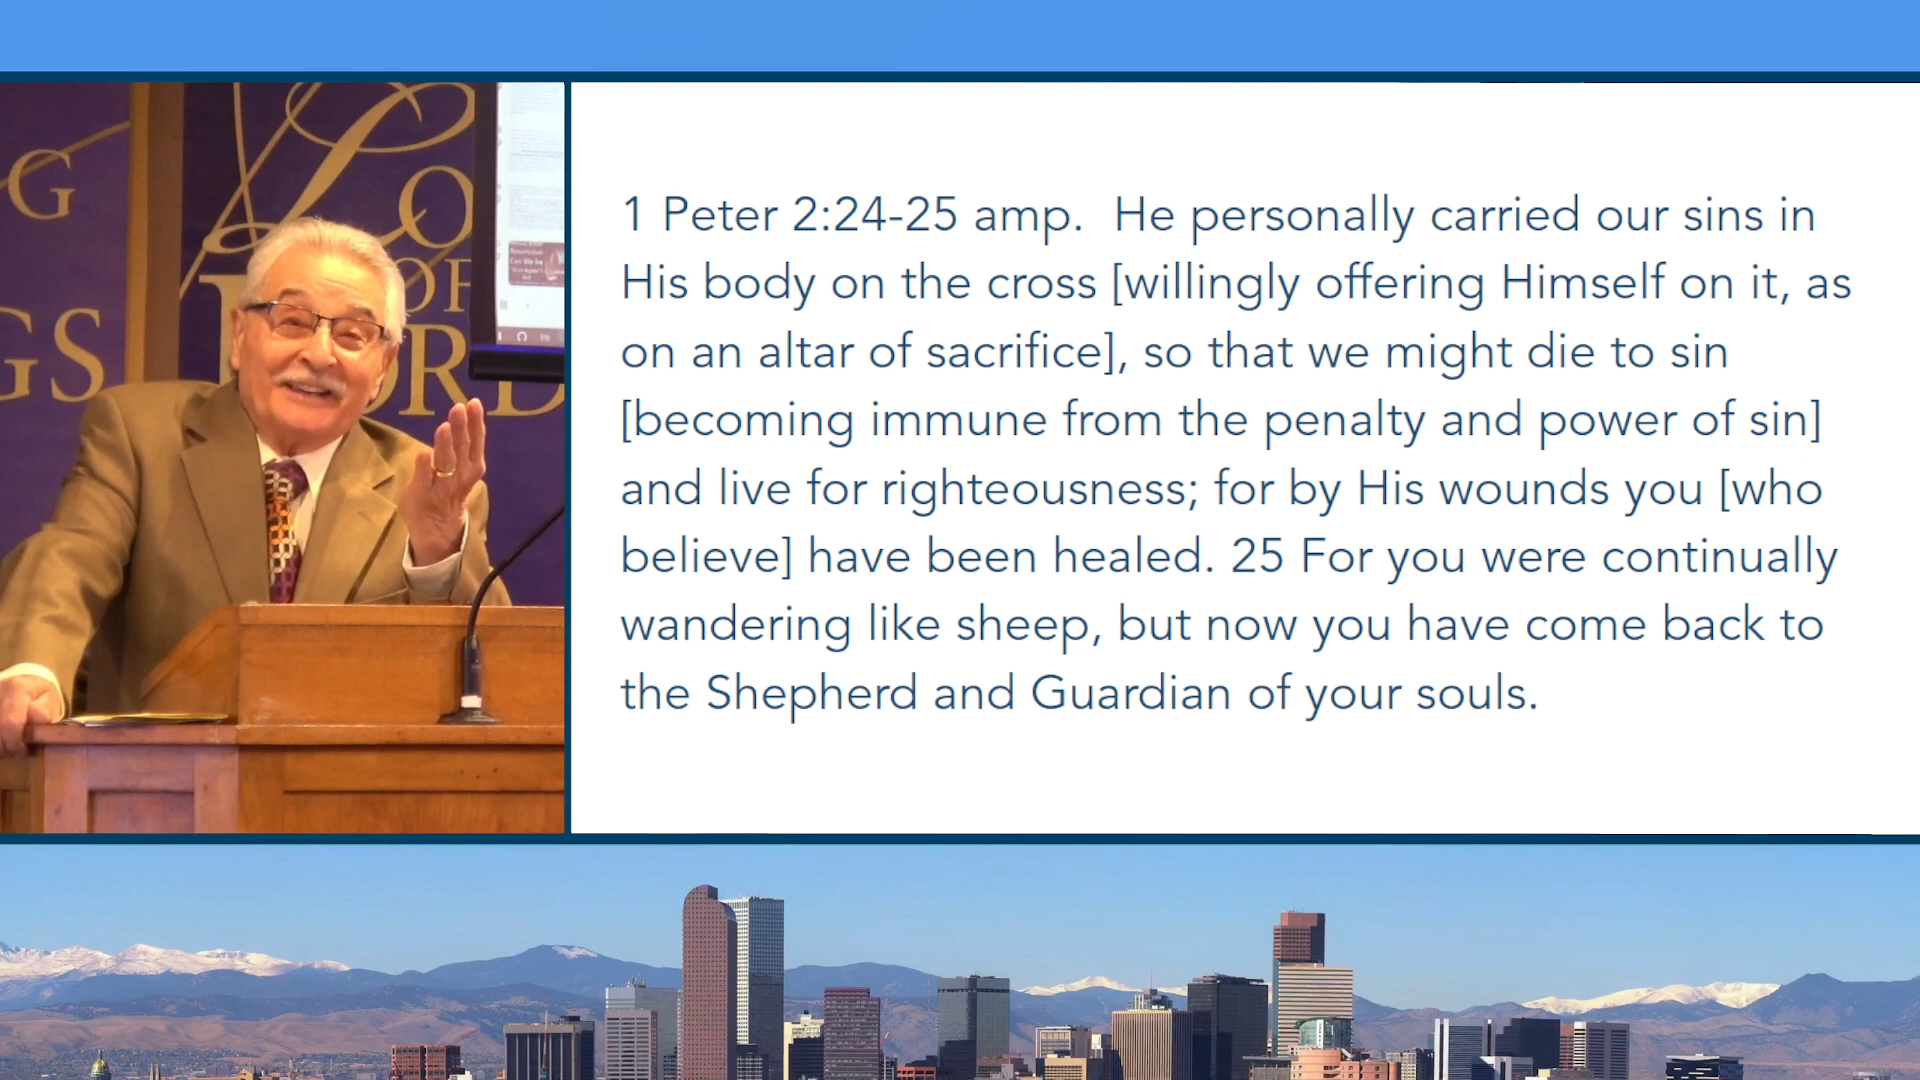 G
GS
LO
OF
LORD
1 Peter 2:24-25 amp.  He personally carried our sins in
His body on the cross [willingly offering Himself on it, as
on an altar of sacrifice], so that we might die to sin
[becoming immune from the penalty and power of sin]
and live for righteousness; for by His wounds you [who
believe] have been healed. 25 For you were continually
wandering like sheep, but now you have come back to
the Shepherd and Guardian of your souls.